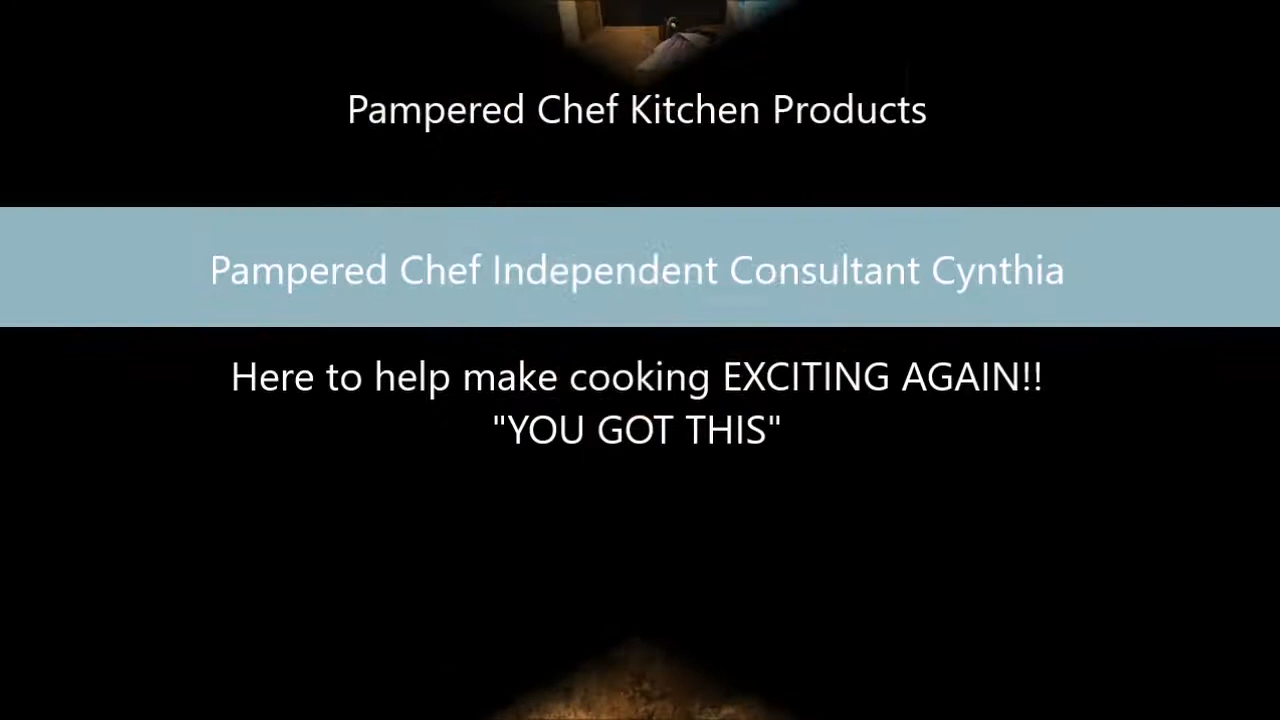 Pampered Chef Kitchen Products
Pampered Chef Independent Consultant Cynthia
Here to help make cooking EXCITING AGAIN!!
"YOU GOT THIS"